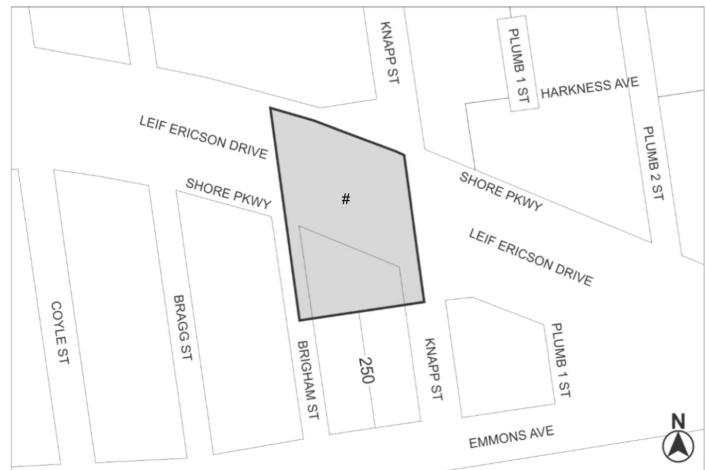 KNAPP ST
PLUMB 1 ST
HARKNESS AVE
LEIF ERICSON DRIVE
PLUMB 2 ST
SHORE PKWY
SHORE PKWY
#
LEIF ERICSON DRIVE
COYLE ST
BRAGG ST
BRIGHAM ST
250
KNAPP ST
PLUMB 1 ST
EMMONS AVE
N